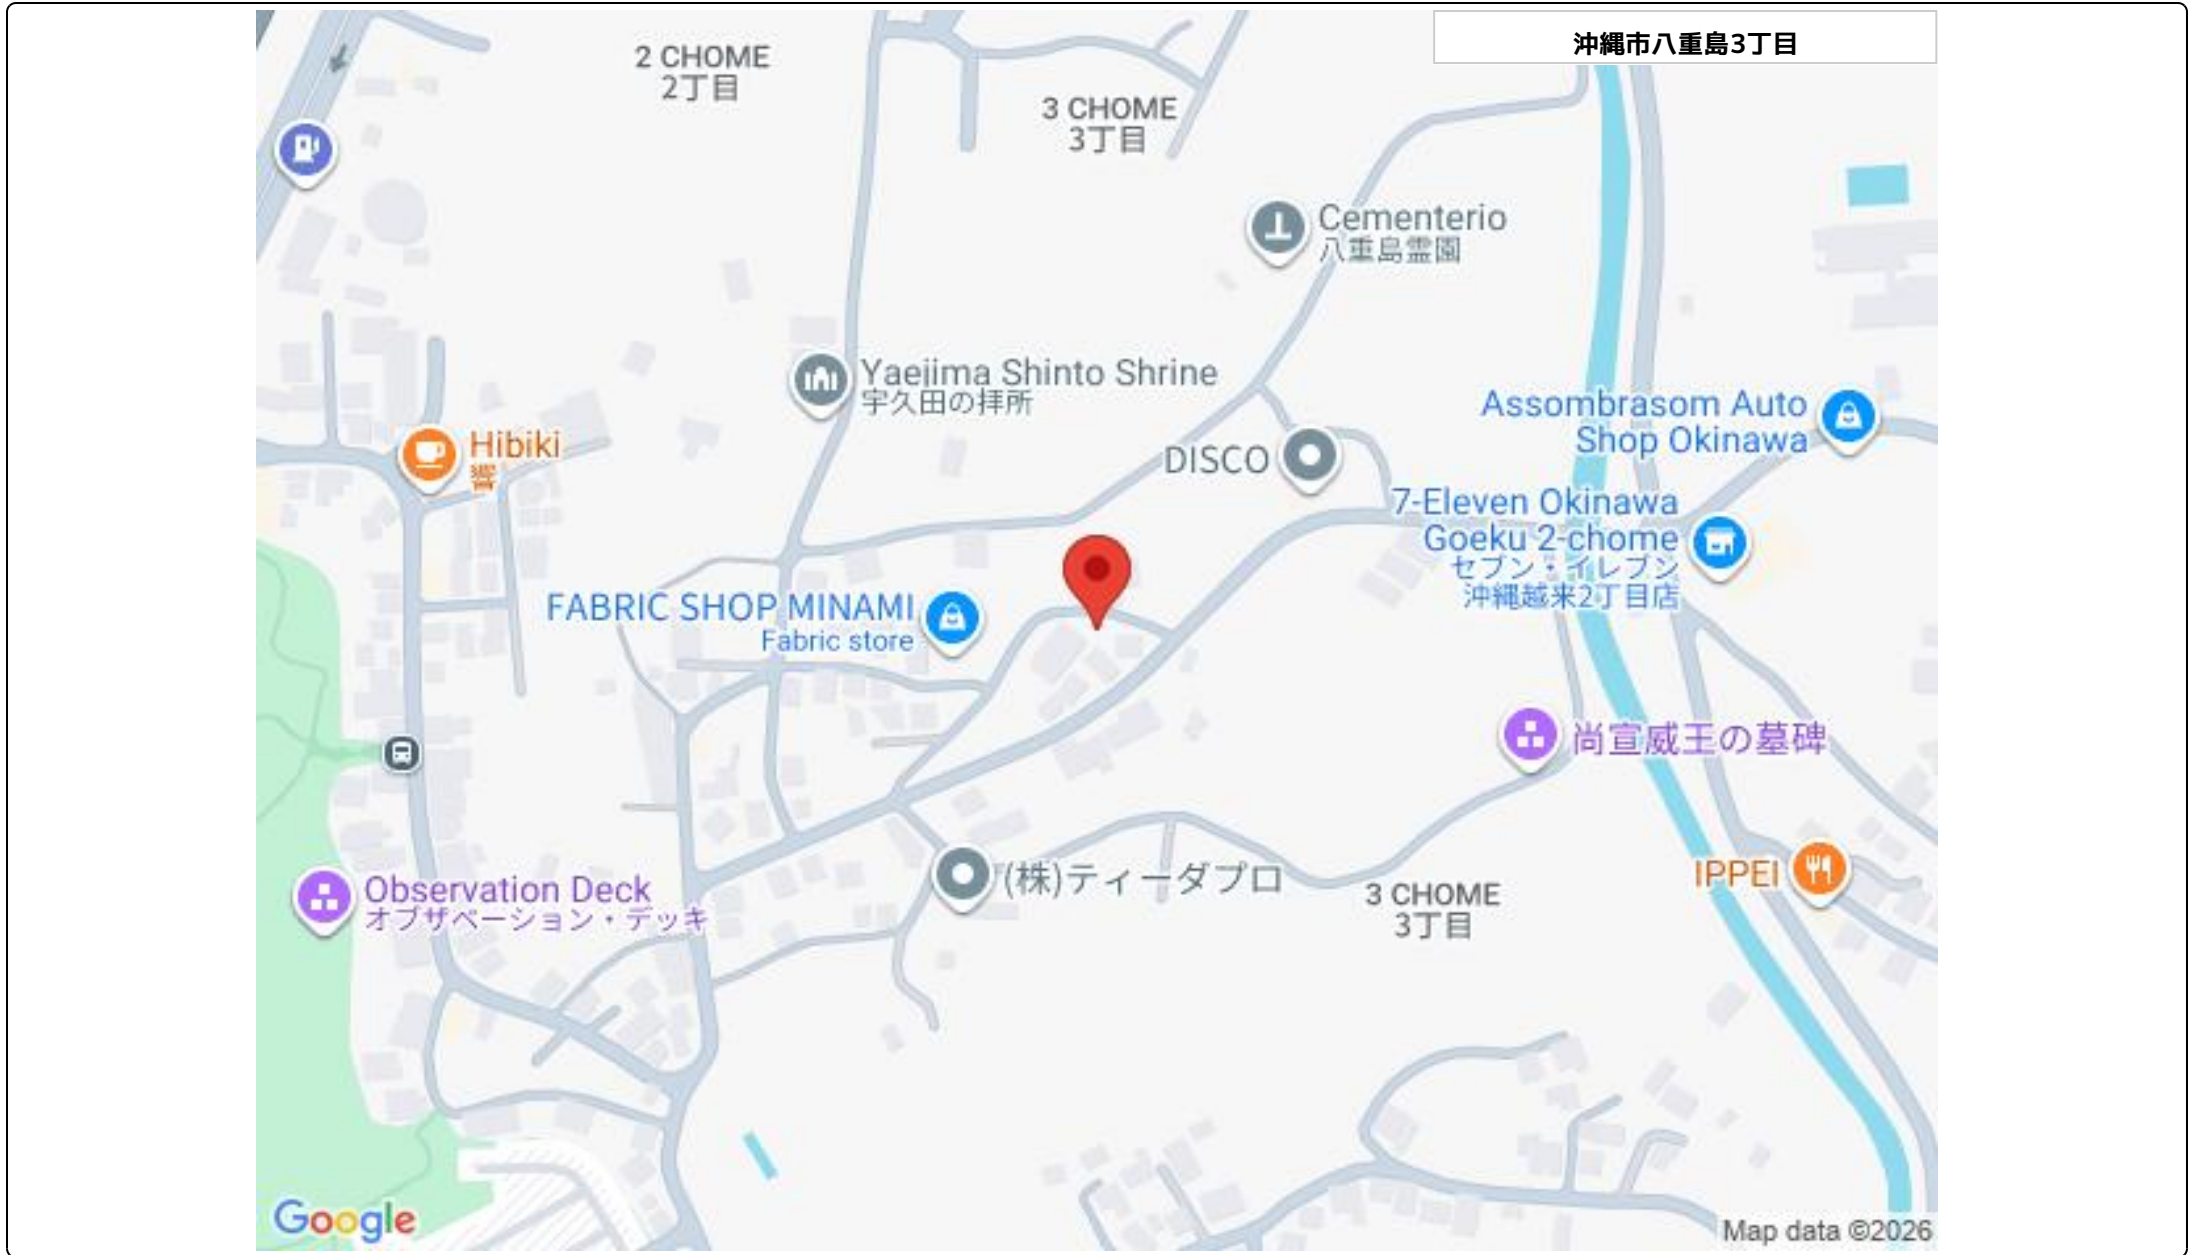 沖縄市八重島3丁目
2 CHOME
2丁目
3 CHOME
3丁目
Cementerio
八重島霊園
Yaejima Shinto Shrine
宇久田の拝所
Assombrasom Auto
Shop Okinawa
Hibiki
響
DISCO
7-Eleven Okinawa
Goeku 2-chome
セブン・イレブン
沖縄越来2丁目店
FABRIC SHOP MINAMI
Fabric store
尚宣威王の墓碑
Observation Deck
オブザベーション・デッキ
(株)ティーダプロ
IPPEI
3 CHOME
3丁目
Google
Map data ©2026